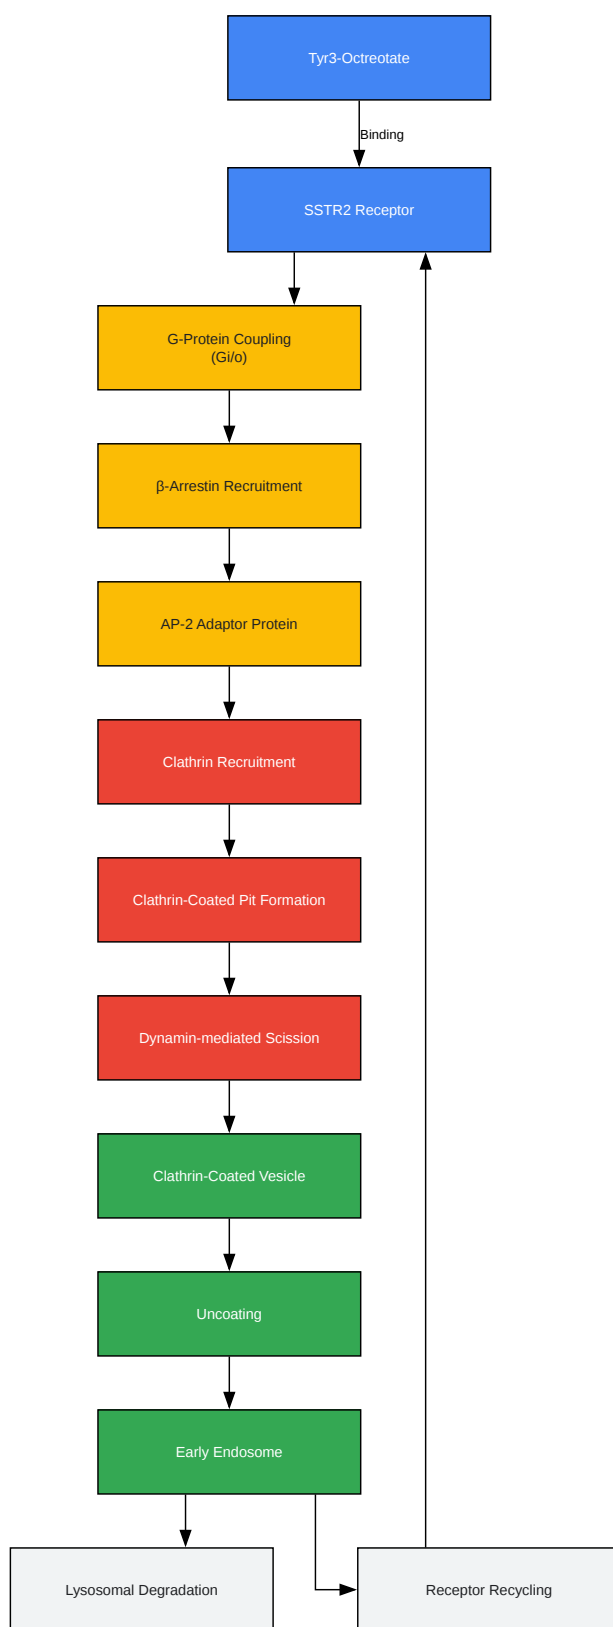 Tyr3-Octreotate
Binding
SSTR2 Receptor
G-Protein Coupling
(Gi/o)
β-Arrestin Recruitment
AP-2 Adaptor Protein
Clathrin Recruitment
Clathrin-Coated Pit Formation
Dynamin-mediated Scission
Clathrin-Coated Vesicle
Uncoating
Early Endosome
Lysosomal Degradation
Receptor Recycling